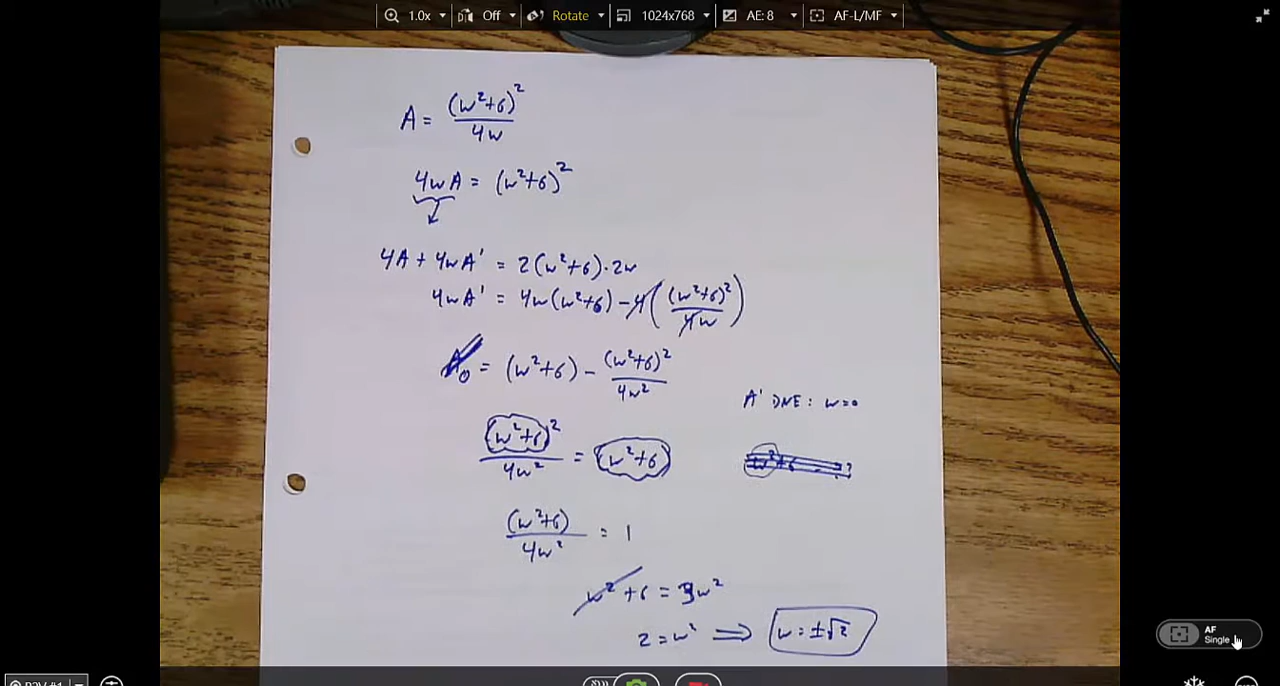 1.0x Off Rotate 1024x768 AE: 8 AF-L/MF
A = (w²+6)² / 4w
4wA = (w²+6)²
4A + 4wA' = 2(w²+6)·2w
4wA' = 4w(w²+6) - 4((w²+6)² / 4w)
0 = (w²+6) - (w²+6)² / 4w²
A' DNE: w=0
(w²+6)² / 4w² = (w²+6)
(w²+6) / 4w² = 1
w² + 6 = 3w²
2 = w² ⟹ w = ±√2
AF
Single